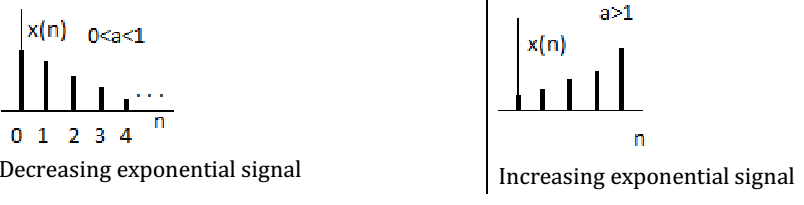 x(n) 0<a<1
. . .
n
0 1 2 3 4
Decreasing exponential signal
a>1
x(n)
n
Increasing exponential signal